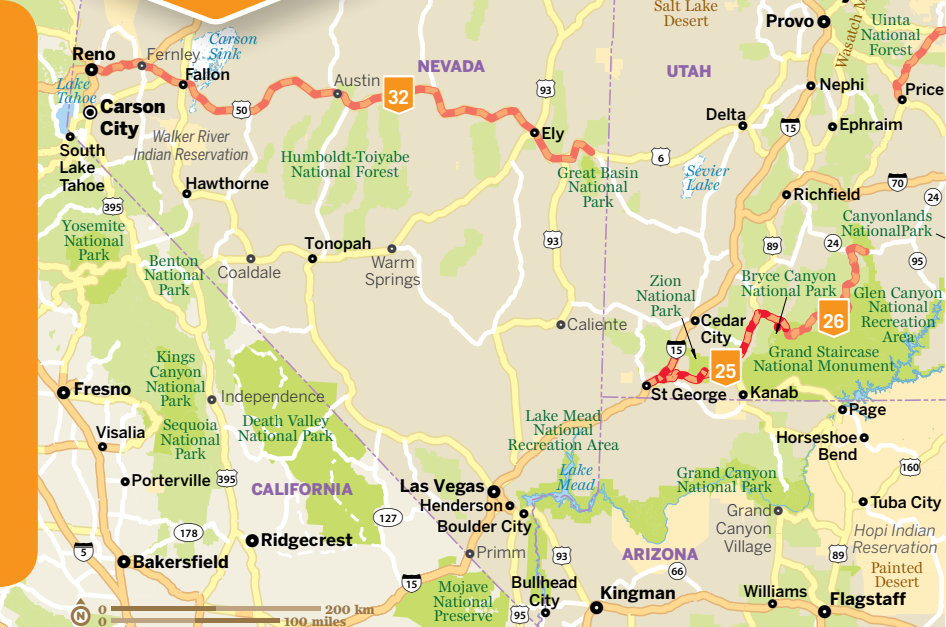 Salt Lake
Desert
Provo
Wasatch M
Uinta
National
Forest
Reno
Fernley
Carson
Sink
NEVADA
UTAH
Fallon
Lake
Tahoe
Austin
32
93
Nephi
Price
Carson
City
50
Delta
15
Ephraim
Walker River
Indian Reservation
Ely
South
Lake
Tahoe
Humboldt-Toiyabe
National Forest
6
Great Basin
National
Park
Sevier
Lake
70
Hawthorne
Richfield
24
395
Yosemite
National
Park
Canyonlands
NationalPark
Tonopah
93
89
24
95
Benton
National
Park
Coaldale
Warm
Springs
Zion
National
Park
Bryce Canyon
National Park
Glen Canyon
National
Recreation
Area
26
Caliente
Cedar
City
15
Kings
Canyon
National
Park
25
Grand Staircase
National Monument
Fresno
Independence
St George
Kanab
Page
Sequoia
National
Park
Death Valley
National Park
Lake Mead
National
Recreation Area
Visalia
Horseshoe
Bend
Lake
Mead
Grand Canyon
National Park
160
Porterville
395
CALIFORNIA
Las Vegas
Henderson
Boulder City
Grand
Canyon
Village
Tuba City
127
178
Hopi Indian
Reservation
5
Ridgecrest
Bakersfield
Primm
93
ARIZONA
89
66
Painted
Desert
15
Mojave
National
Preserve
Bullhead
City
95
Kingman
Williams
Flagstaff
N
0 200 km
0 100 miles